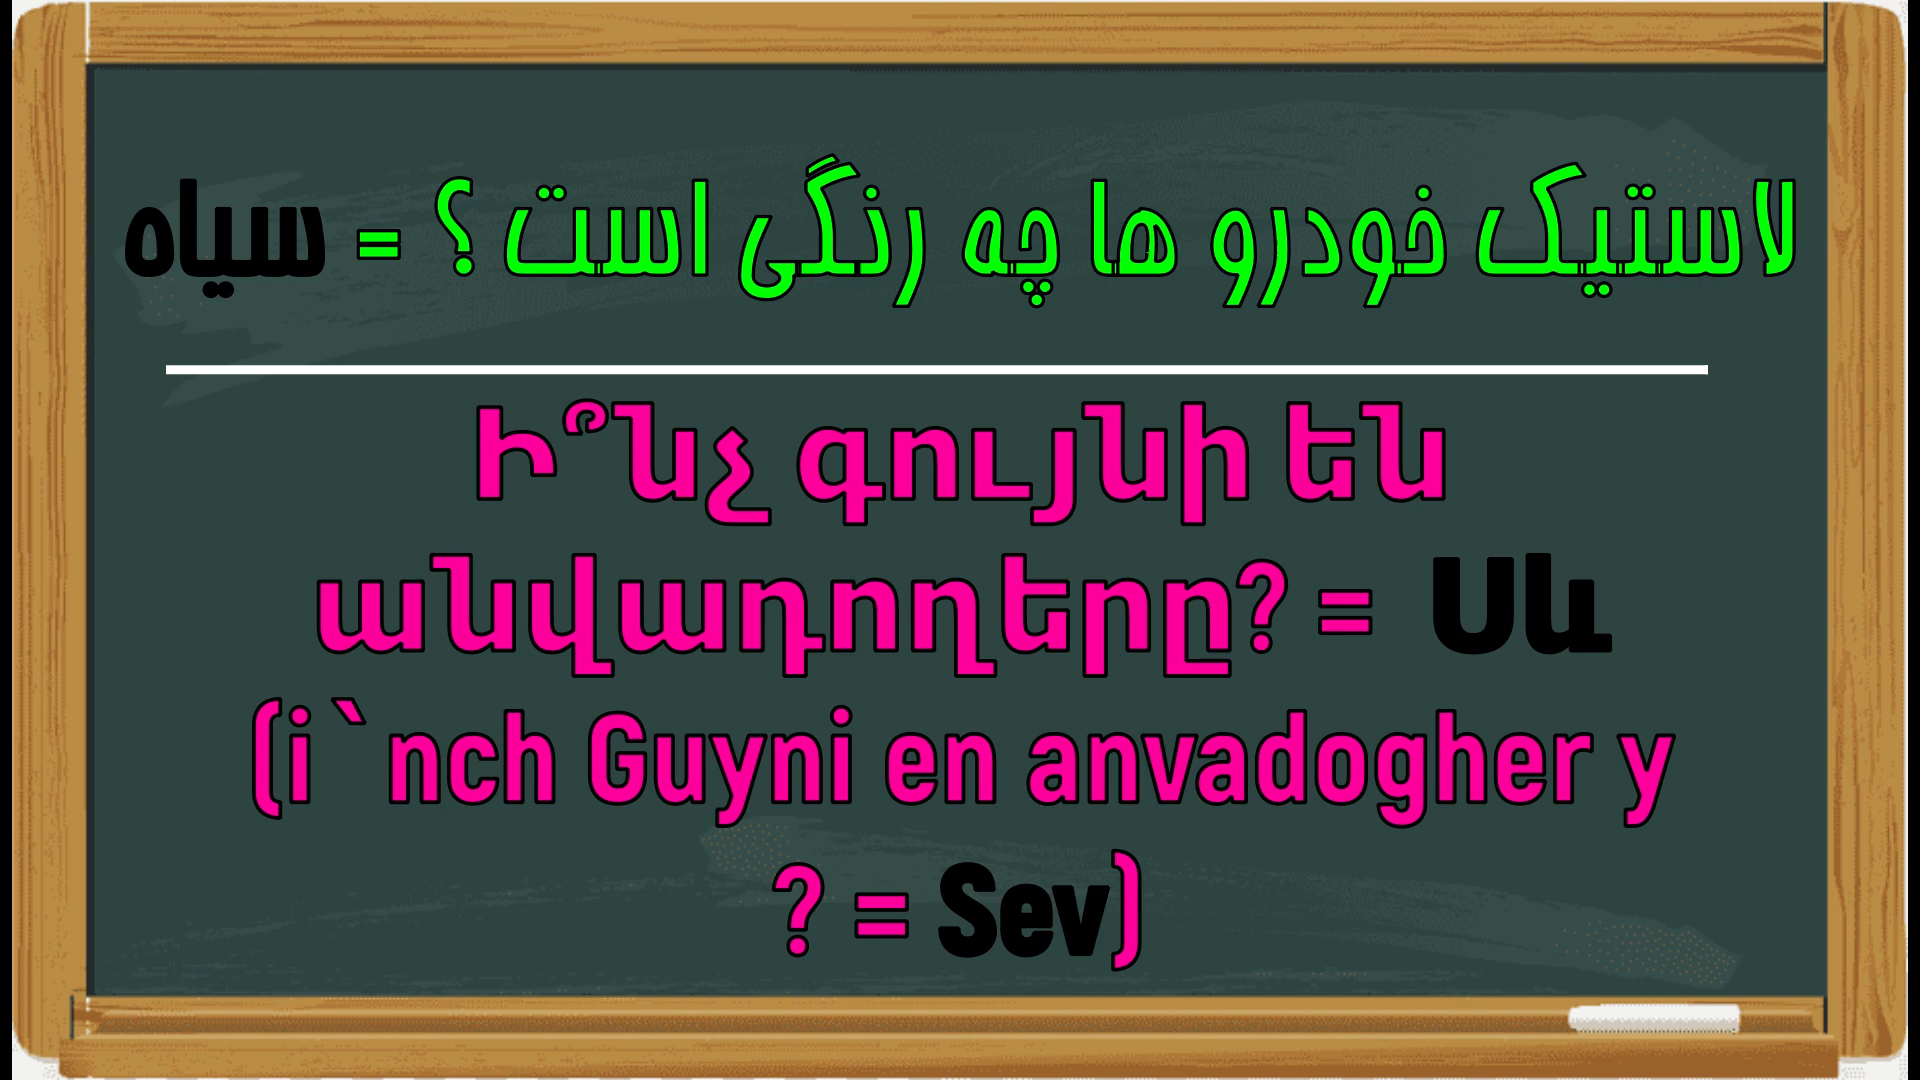 لاستیک خودرو ها چه رنگی است ؟ = سیاه
Ի՞նչ գույնի են
անվադողերը? = Սև
(i `nch Guyni en anvadogher y
? = Sev)